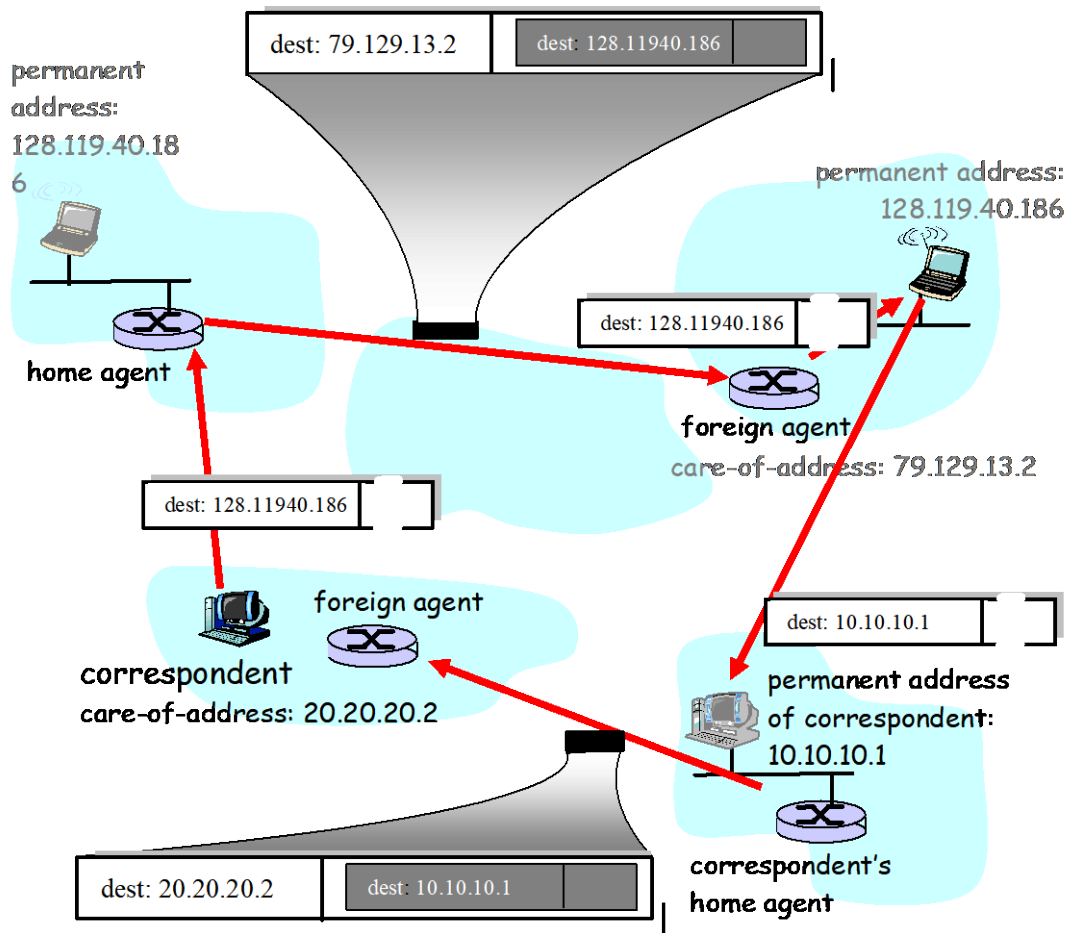 dest: 79.129.13.2
dest: 128.11940.186
permanent
address:
128.119.40.18
6
permanent address:
128.119.40.186
dest: 128.11940.186
home agent
foreign agent
care-of-address: 79.129.13.2
dest: 128.11940.186
foreign agent
correspondent
care-of-address: 20.20.20.2
dest: 10.10.10.1
permanent address
of correspondent:
10.10.10.1
dest: 20.20.20.2
dest: 10.10.10.1
correspondent's
home agent